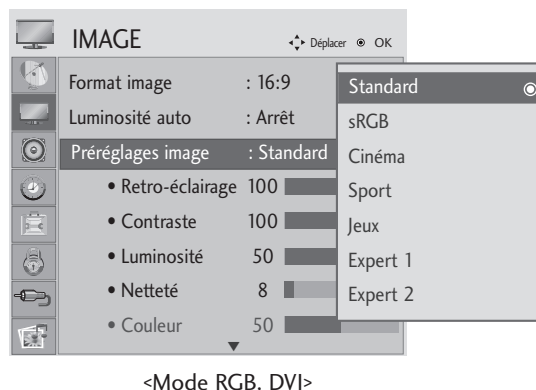 IMAGE Déplacer OK
Format image : 16:9
Luminosité auto : Arrêt
Préréglages image : Standard
• Retro-éclairage 100
• Contraste 100
• Luminosité 50
• Netteté 8
• Couleur 50
Standard
sRGB
Cinéma
Sport
Jeux
Expert 1
Expert 2
<Mode RGB, DVI>